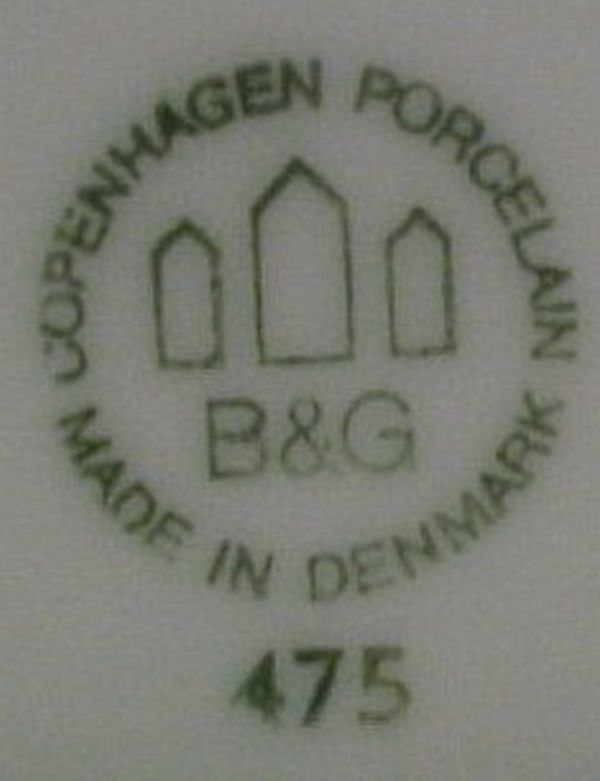 COPENHAGEN PORCELAIN
B&G
MADE IN DENMARK
475